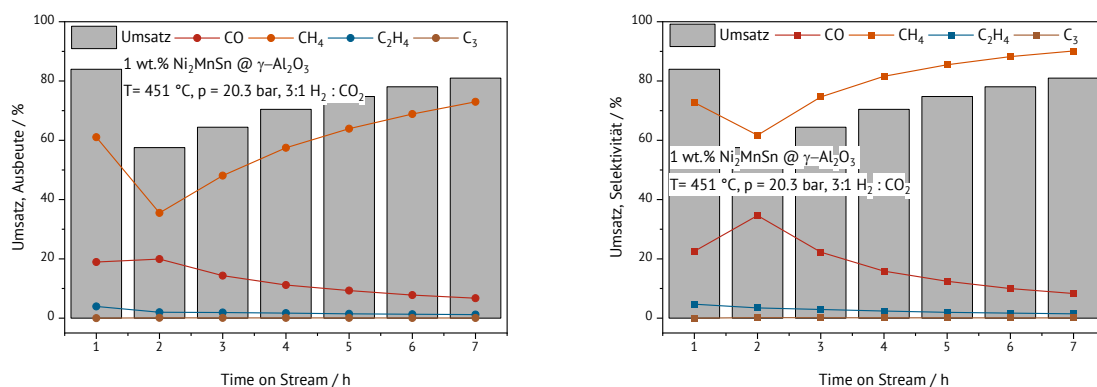 Umsatz CO CH₄ C₂H₄ C₃
1 wt.% Ni₂MnSn @ γ–Al₂O₃
T= 451 °C, p = 20.3 bar, 3:1 H₂ : CO₂
Umsatz, Ausbeute / %
100
80
60
40
20
0
1 2 3 4 5 6 7
Time on Stream / h
Umsatz CO CH₄ C₂H₄ C₃
1 wt.% Ni₂MnSn @ γ–Al₂O₃
T= 451 °C, p = 20.3 bar, 3:1 H₂ : CO₂
Umsatz, Selektivität / %
100
80
60
40
20
0
1 2 3 4 5 6 7
Time on Stream / h